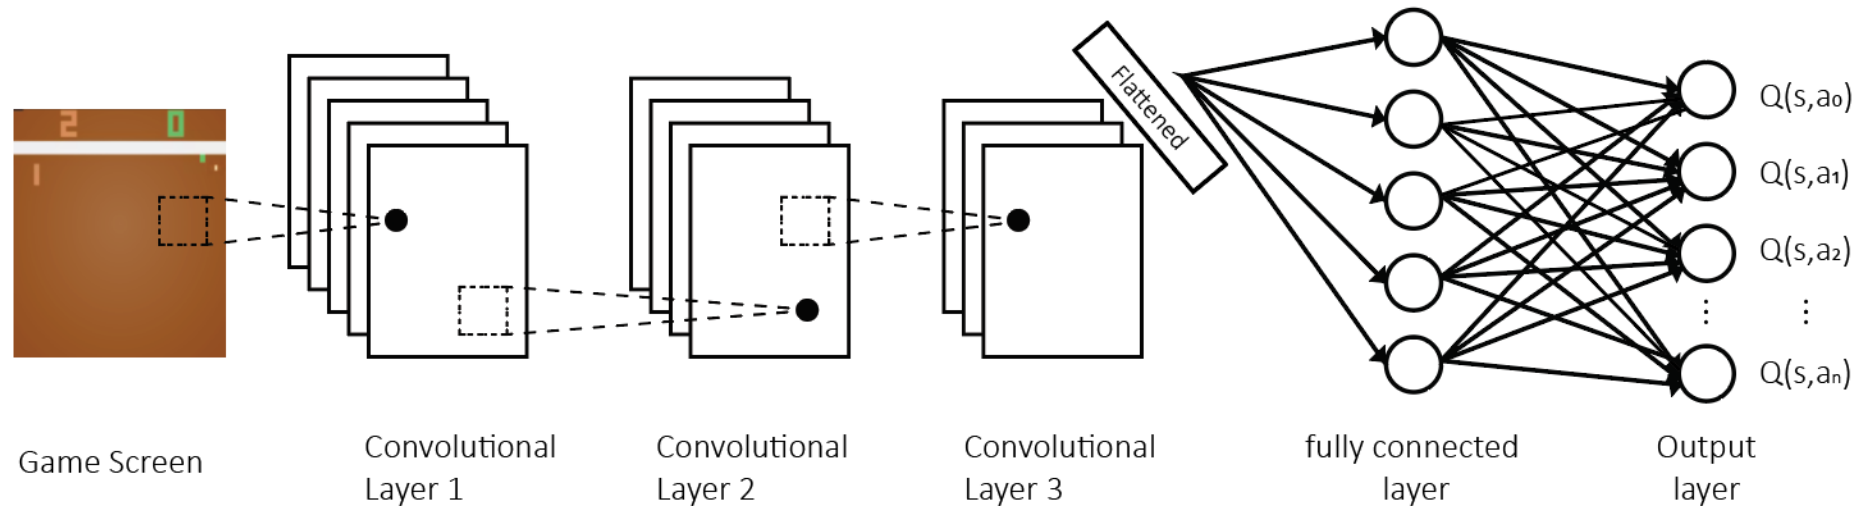 2 0
Flattened
Q(s,a₀)
Q(s,a₁)
Q(s,a₂)
Q(s,aₙ)
Game Screen
Convolutional
Layer 1
Convolutional
Layer 2
Convolutional
Layer 3
fully connected
layer
Output
layer